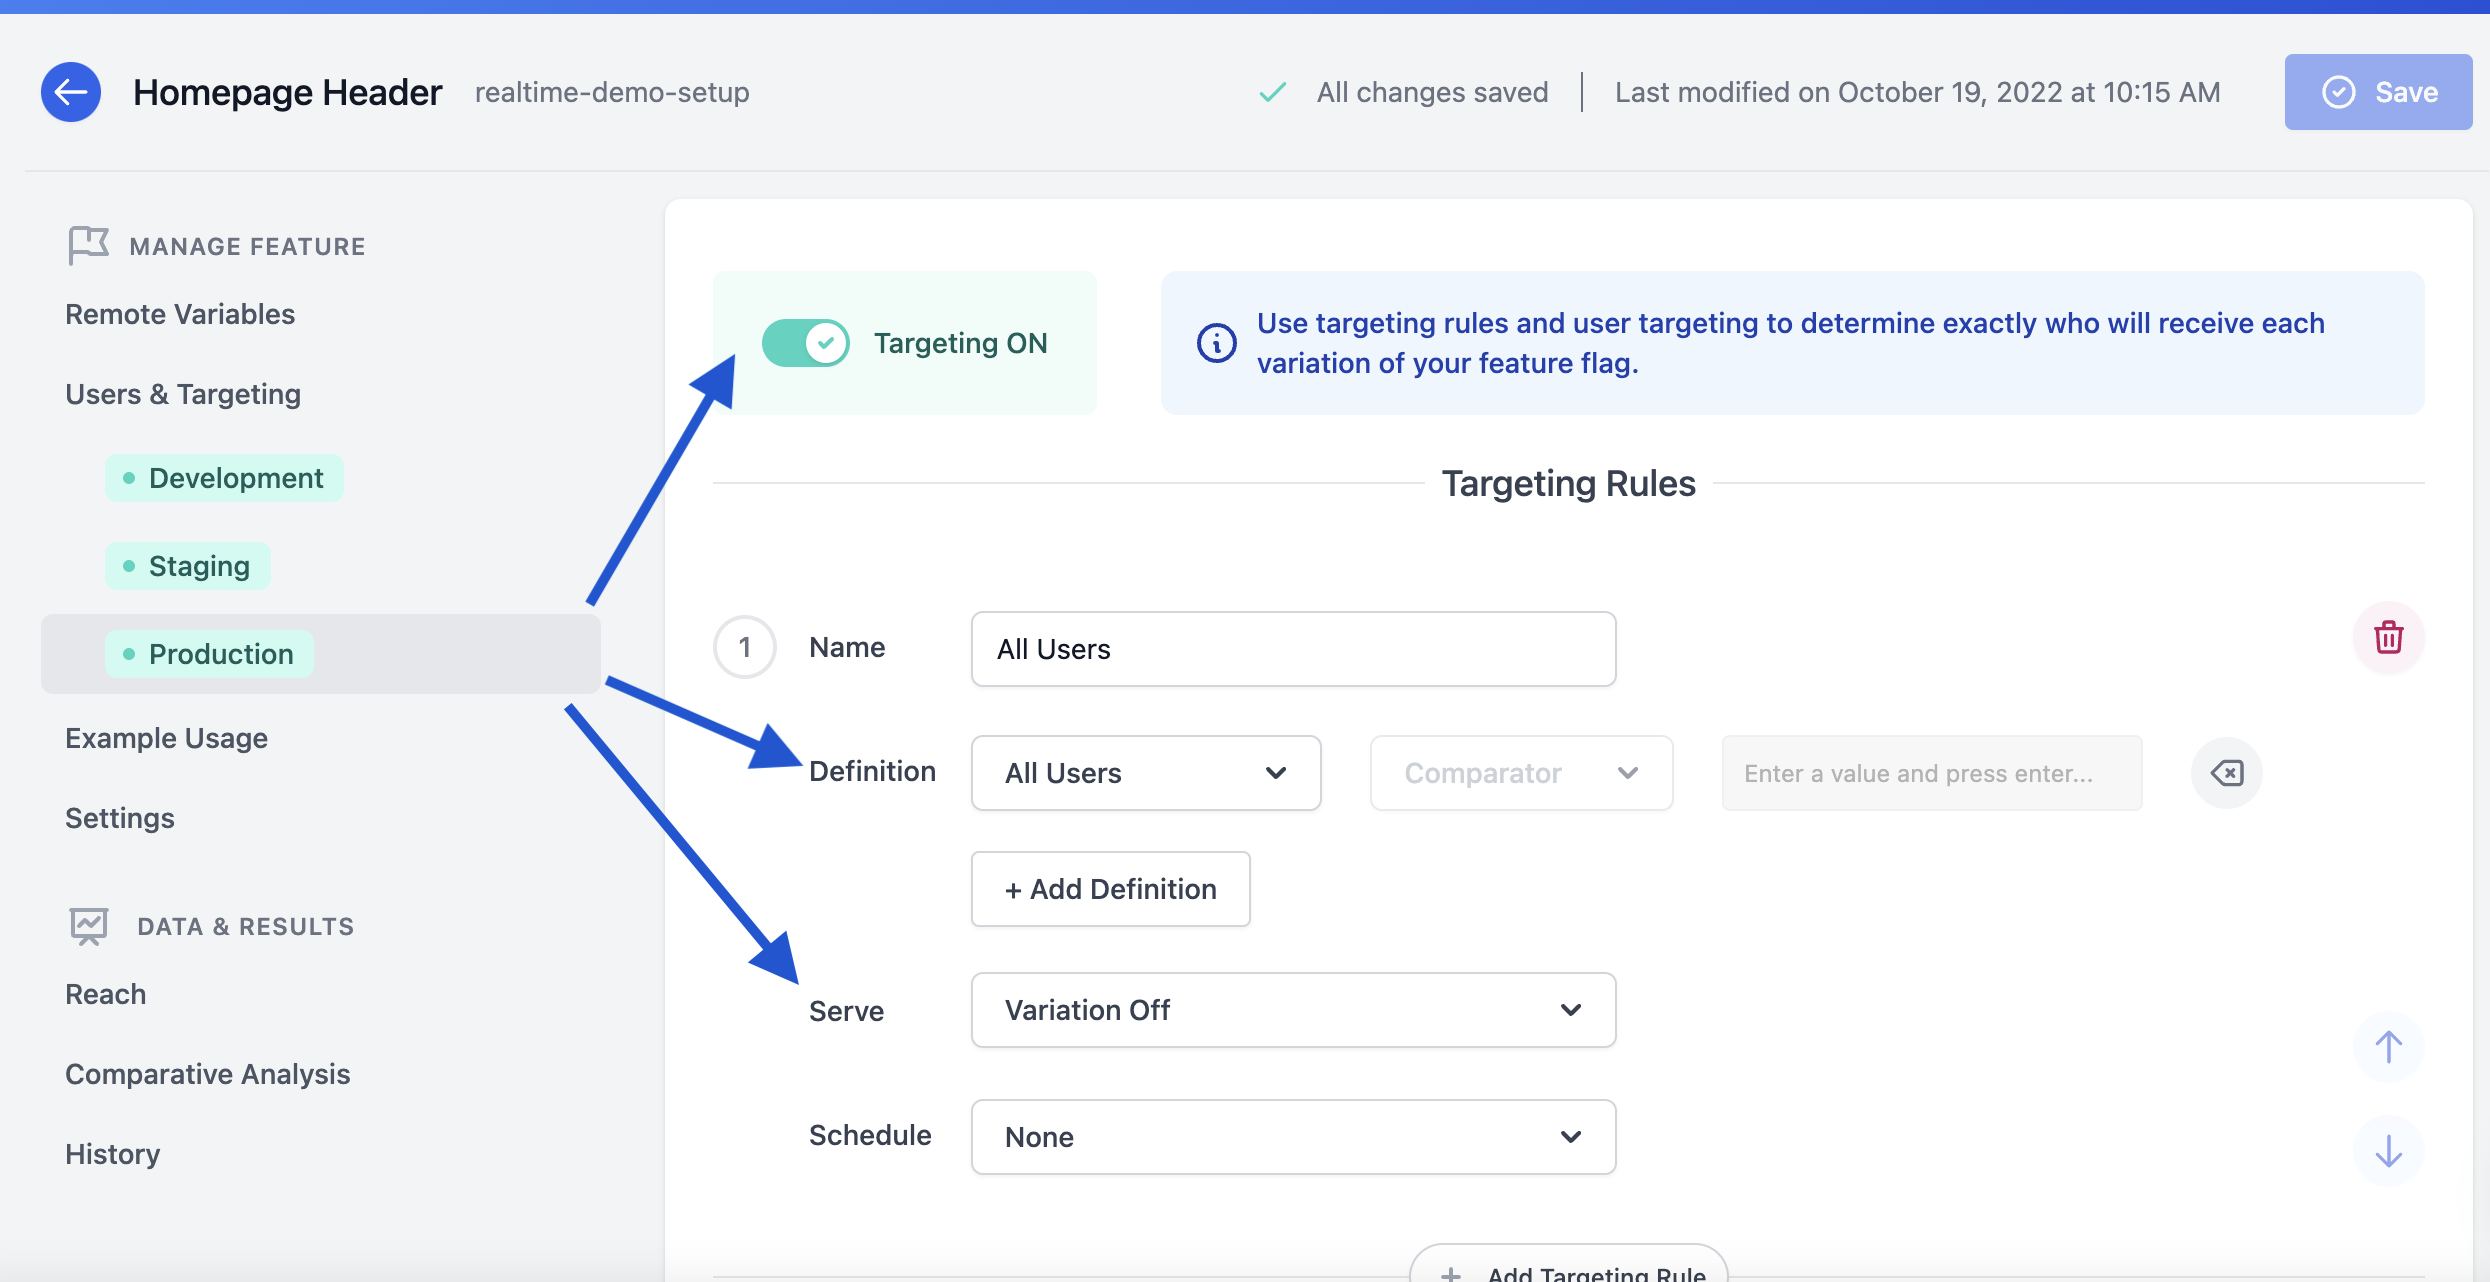 Homepage Header realtime-demo-setup All changes saved Last modified on October 19, 2022 at 10:15 AM Save
MANAGE FEATURE
Remote Variables
Users & Targeting
Development
Staging
Production
Example Usage
Settings
DATA & RESULTS
Reach
Comparative Analysis
History
Targeting ON
Use targeting rules and user targeting to determine exactly who will receive each
variation of your feature flag.
Targeting Rules
1 Name All Users
Definition All Users Comparator Enter a value and press enter...
+ Add Definition
Serve Variation Off
Schedule None
+ Add Targeting Rule